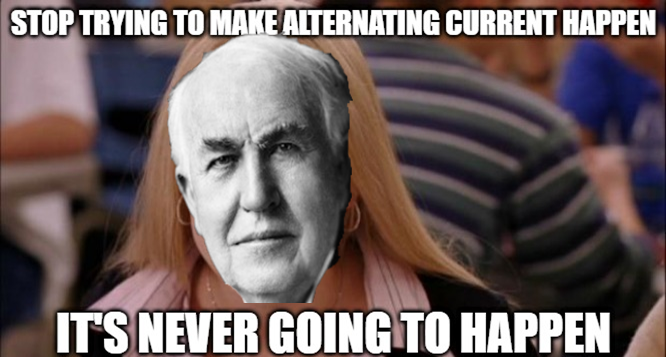 STOP TRYING TO MAKE ALTERNATING CURRENT HAPPEN
IT'S NEVER GOING TO HAPPEN